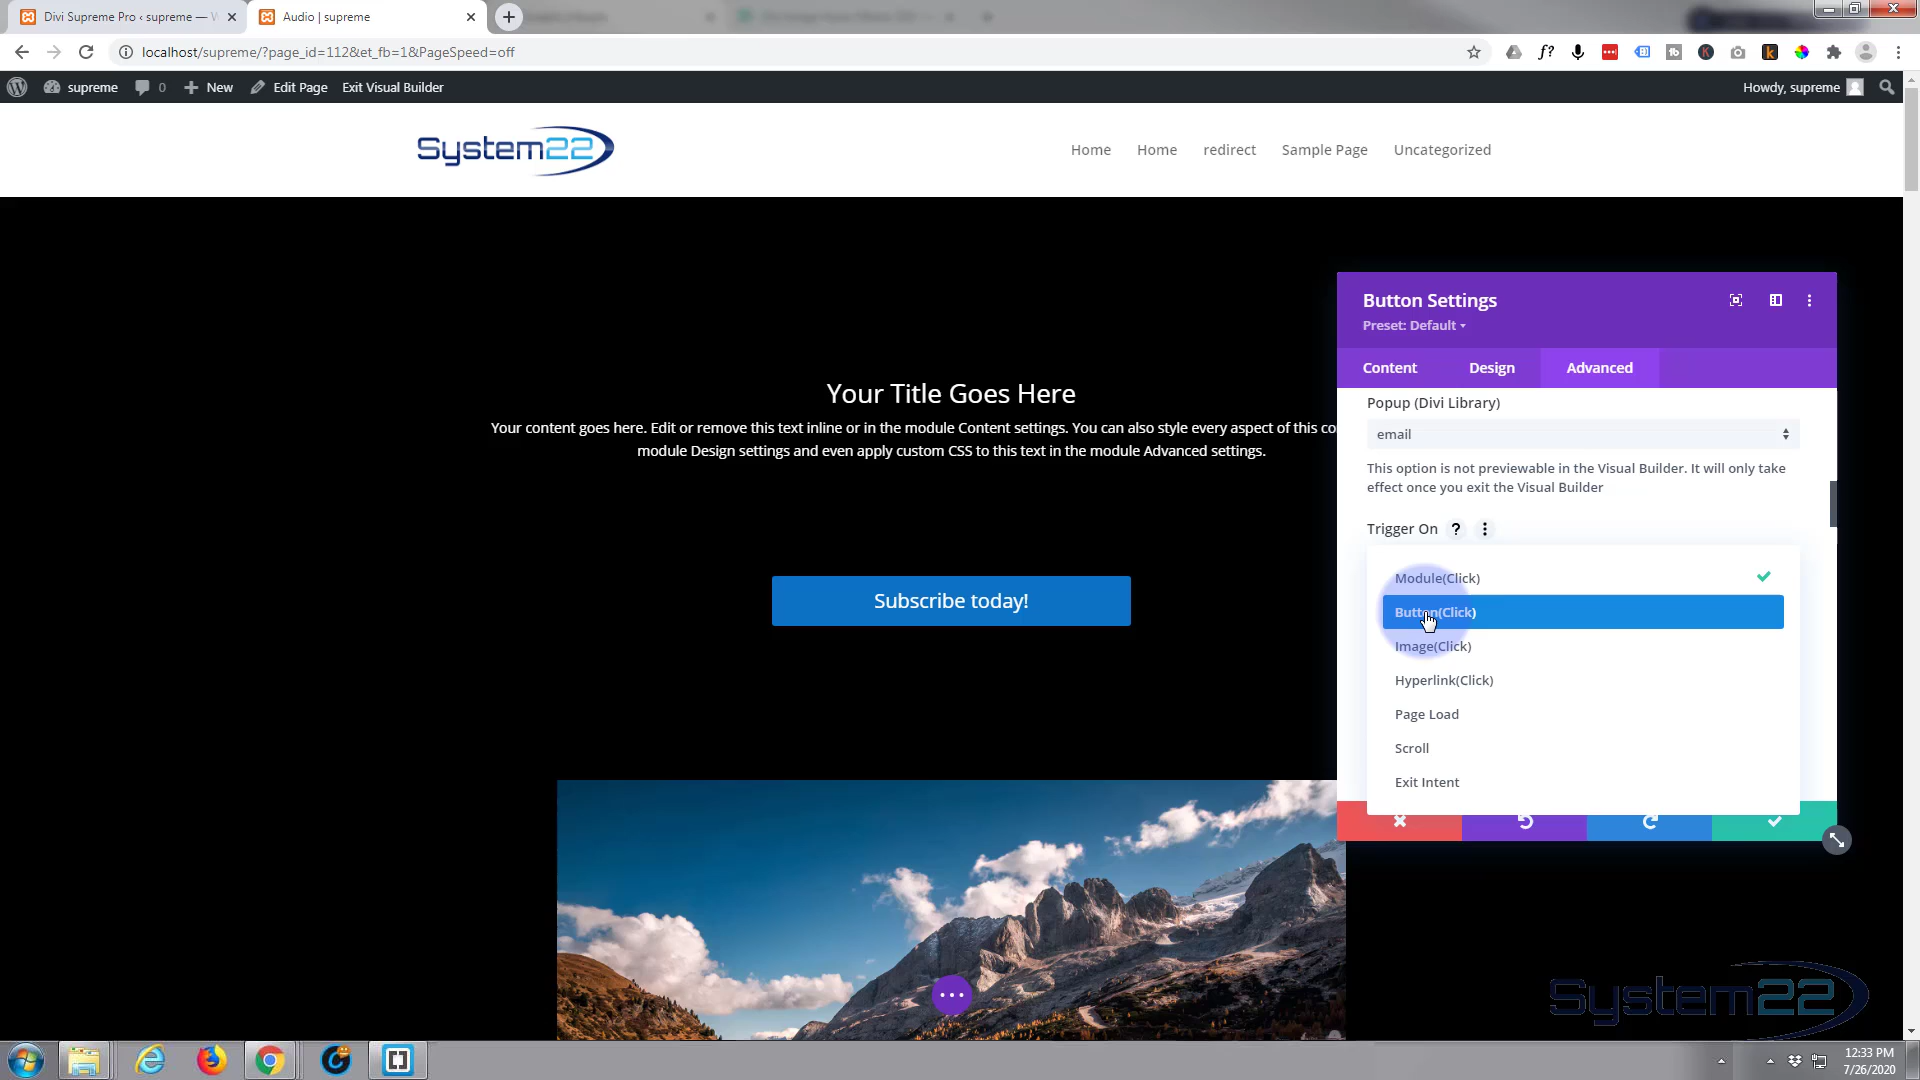 Divi Supreme Pro ‹ supreme — W
Audio | supreme
localhost/supreme/?page_id=112&et_fb=1&PageSpeed=off
supreme 0 New Edit Page Exit Visual Builder
Howdy, supreme
System22
Home Home redirect Sample Page Uncategorized
Your Title Goes Here
Your content goes here. Edit or remove this text inline or in the module Content settings. You can also style every aspect of this co
module Design settings and even apply custom CSS to this text in the module Advanced settings.
Subscribe today!
Button Settings
Preset: Default
Content Design Advanced
Popup (Divi Library)
email
This option is not previewable in the Visual Builder. It will only take
effect once you exit the Visual Builder
Trigger On ?
Module(Click)
Button(Click)
Image(Click)
Hyperlink(Click)
Page Load
Scroll
Exit Intent
System22
12:33 PM
7/26/2020